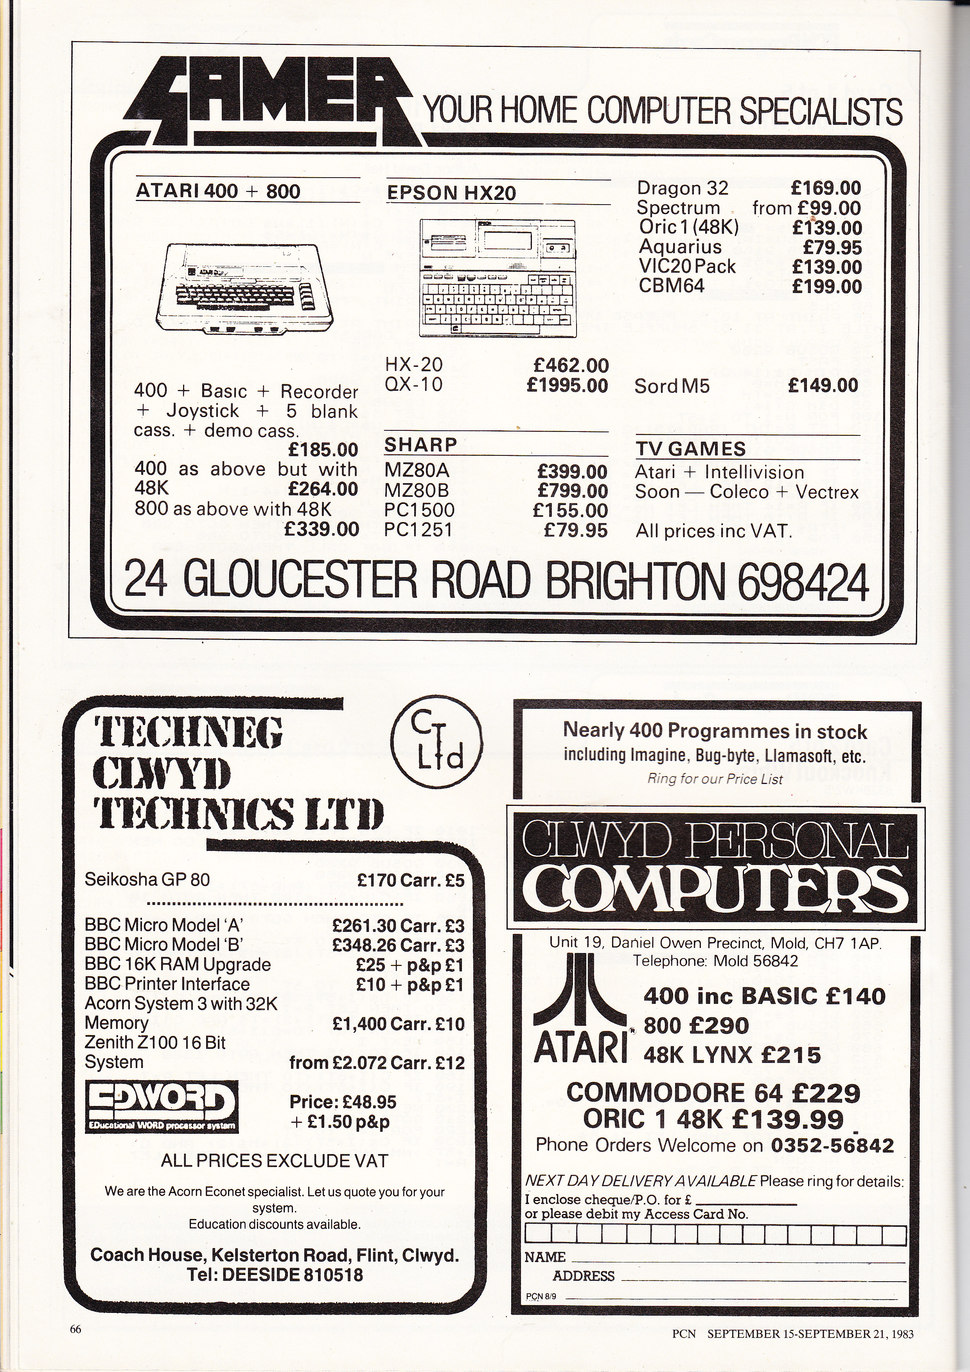 GAMER YOUR HOME COMPUTER SPECIALISTS
ATARI 400 + 800
400 + Basic + Recorder
+ Joystick + 5 blank
cass. + demo cass.
£185.00
400 as above but with
48K £264.00
800 as above with 48K
£339.00
EPSON HX20
HX-20 £462.00
QX-10 £1995.00
SHARP
MZ80A £399.00
MZ80B £799.00
PC1500 £155.00
PC1251 £79.95
Dragon 32 £169.00
Spectrum from £99.00
Oric 1 (48K) £139.00
Aquarius £79.95
VIC20 Pack £139.00
CBM64 £199.00
Sord M5 £149.00
TV GAMES
Atari + Intellivision
Soon — Coleco + Vectrex
All prices inc VAT.
24 GLOUCESTER ROAD BRIGHTON 698424
TECHNEG
CLWYD
TECHNICS LTD
CT Ltd
Seikosha GP 80 £170 Carr. £5
BBC Micro Model 'A' £261.30 Carr. £3
BBC Micro Model 'B' £348.26 Carr. £3
BBC 16K RAM Upgrade £25 + p&p £1
BBC Printer Interface £10 + p&p £1
Acorn System 3 with 32K
Memory £1,400 Carr. £10
Zenith Z100 16 Bit
System from £2.072 Carr. £12
EDWORD
EDucational WORD processor system
Price: £48.95
+ £1.50 p&p
ALL PRICES EXCLUDE VAT
We are the Acorn Econet specialist. Let us quote you for your
system.
Education discounts available.
Coach House, Kelsterton Road, Flint, Clwyd.
Tel: DEESIDE 810518
Nearly 400 Programmes in stock
including Imagine, Bug-byte, Llamasoft, etc.
Ring for our Price List
CLWYD PERSONAL
COMPUTERS
Unit 19, Daniel Owen Precinct, Mold, CH7 1AP.
Telephone: Mold 56842
ATARI
400 inc BASIC £140
800 £290
48K LYNX £215
COMMODORE 64 £229
ORIC 1 48K £139.99
Phone Orders Welcome on 0352-56842
NEXT DAY DELIVERY AVAILABLE Please ring for details:
I enclose cheque/P.O. for £
or please debit my Access Card No.
NAME
ADDRESS
PCN 8/9
66
PCN SEPTEMBER 15-SEPTEMBER 21, 1983